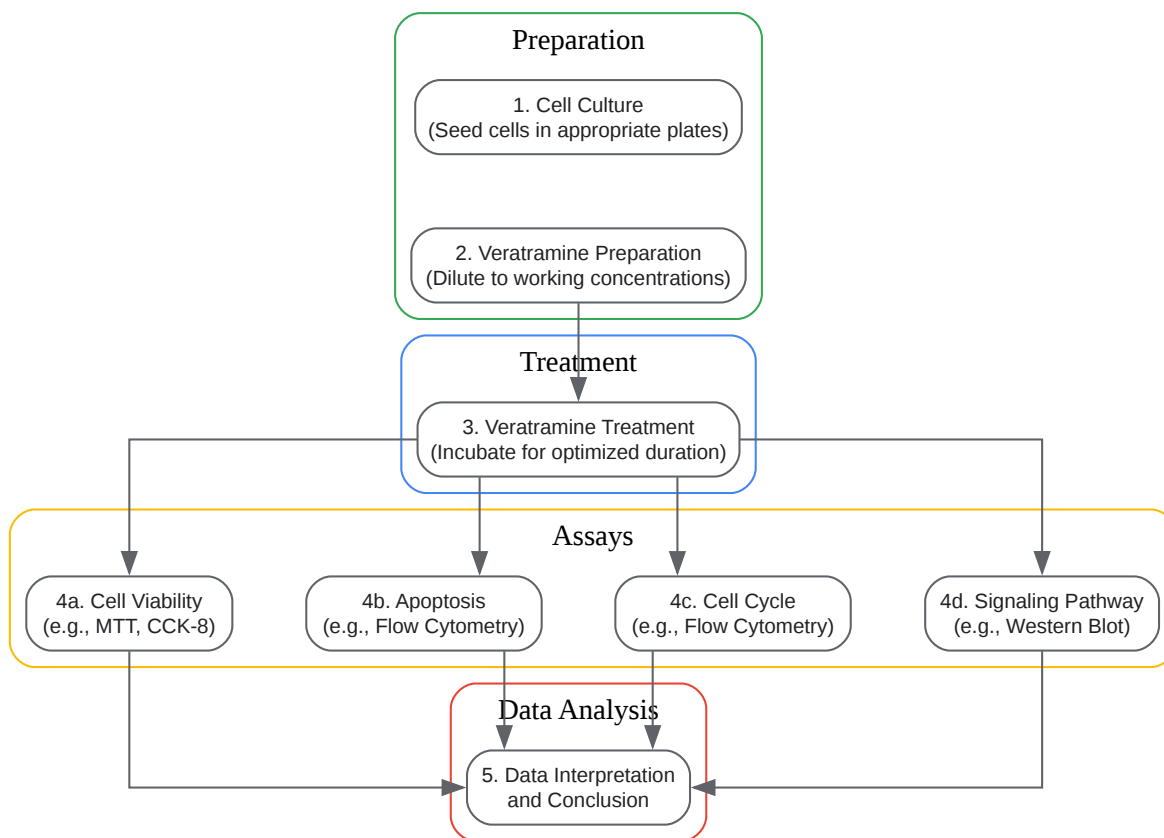 Preparation
1. Cell Culture
(Seed cells in appropriate plates)
2. Veratramine Preparation
(Dilute to working concentrations)
Treatment
3. Veratramine Treatment
(Incubate for optimized duration)
Assays
4a. Cell Viability
(e.g., MTT, CCK-8)
4b. Apoptosis
(e.g., Flow Cytometry)
4c. Cell Cycle
(e.g., Flow Cytometry)
4d. Signaling Pathway
(e.g., Western Blot)
Data Analysis
5. Data Interpretation
and Conclusion